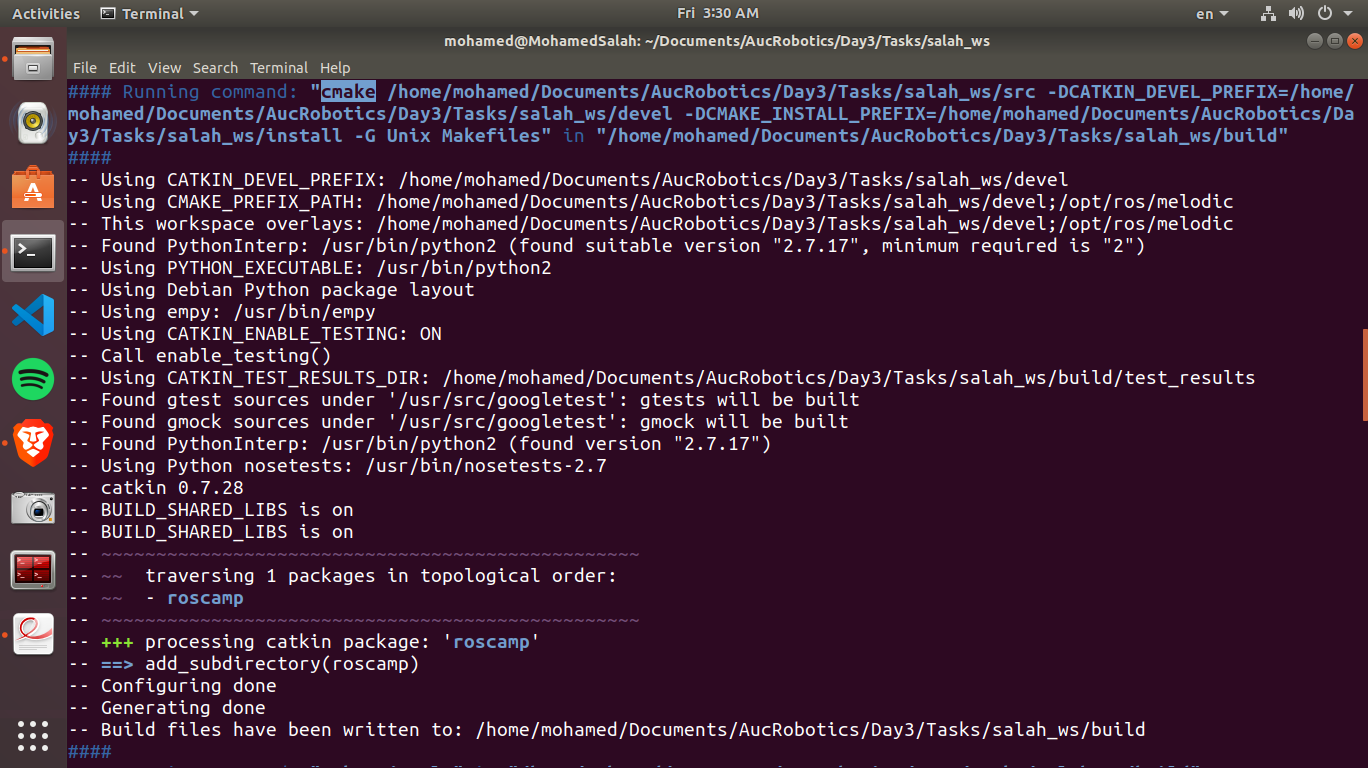 Activities Terminal Fri 3:30 AM en
mohamed@MohamedSalah: ~/Documents/AucRobotics/Day3/Tasks/salah_ws
File Edit View Search Terminal Help
#### Running command: "cmake /home/mohamed/Documents/AucRobotics/Day3/Tasks/salah_ws/src -DCATKIN_DEVEL_PREFIX=/home/
mohamed/Documents/AucRobotics/Day3/Tasks/salah_ws/devel -DCMAKE_INSTALL_PREFIX=/home/mohamed/Documents/AucRobotics/Da
y3/Tasks/salah_ws/install -G Unix Makefiles" in "/home/mohamed/Documents/AucRobotics/Day3/Tasks/salah_ws/build"
####
-- Using CATKIN_DEVEL_PREFIX: /home/mohamed/Documents/AucRobotics/Day3/Tasks/salah_ws/devel
-- Using CMAKE_PREFIX_PATH: /home/mohamed/Documents/AucRobotics/Day3/Tasks/salah_ws/devel;/opt/ros/melodic
-- This workspace overlays: /home/mohamed/Documents/AucRobotics/Day3/Tasks/salah_ws/devel;/opt/ros/melodic
-- Found PythonInterp: /usr/bin/python2 (found suitable version "2.7.17", minimum required is "2")
-- Using PYTHON_EXECUTABLE: /usr/bin/python2
-- Using Debian Python package layout
-- Using empy: /usr/bin/empy
-- Using CATKIN_ENABLE_TESTING: ON
-- Call enable_testing()
-- Using CATKIN_TEST_RESULTS_DIR: /home/mohamed/Documents/AucRobotics/Day3/Tasks/salah_ws/build/test_results
-- Found gtest sources under '/usr/src/googletest': gtests will be built
-- Found gmock sources under '/usr/src/googletest': gmock will be built
-- Found PythonInterp: /usr/bin/python2 (found version "2.7.17")
-- Using Python nosetests: /usr/bin/nosetests-2.7
-- catkin 0.7.28
-- BUILD_SHARED_LIBS is on
-- BUILD_SHARED_LIBS is on
-- ~~~~~~~~~~~~~~~~~~~~~~~~~~~~~~~~~~~~~~~~~~~~~~~~~
-- ~~  traversing 1 packages in topological order:
-- ~~  - roscamp
-- ~~~~~~~~~~~~~~~~~~~~~~~~~~~~~~~~~~~~~~~~~~~~~~~~~
-- +++ processing catkin package: 'roscamp'
-- ==> add_subdirectory(roscamp)
-- Configuring done
-- Generating done
-- Build files have been written to: /home/mohamed/Documents/AucRobotics/Day3/Tasks/salah_ws/build
####